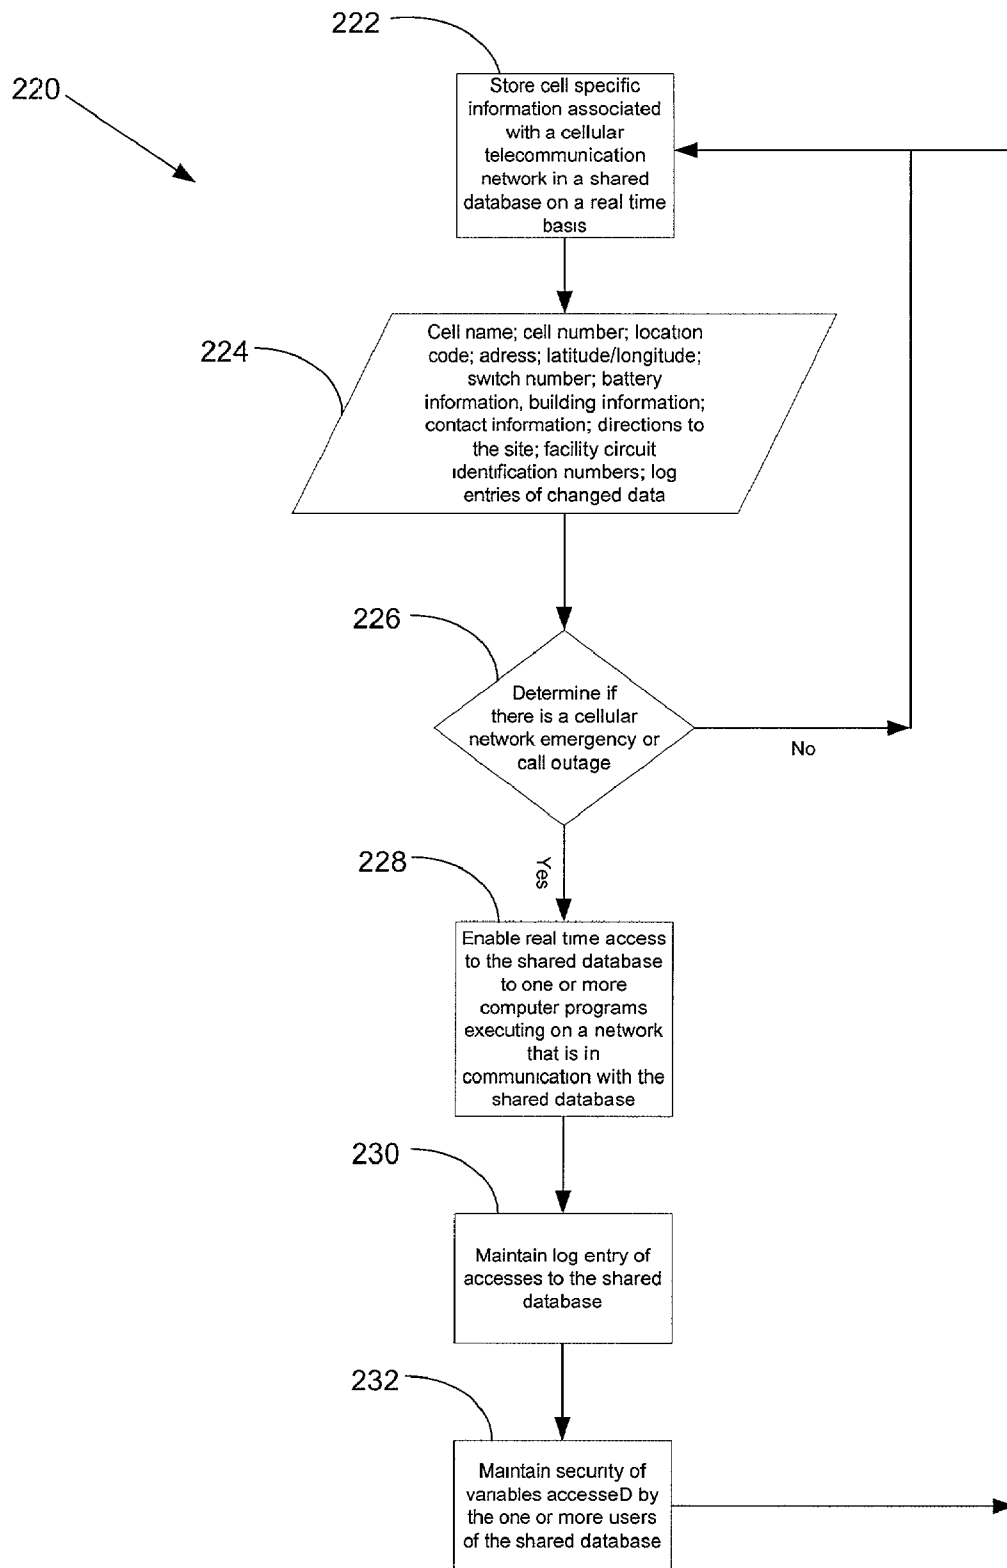 222
220
Store cell specific
information associated
with a cellular
telecommunication
network in a shared
database on a real time
basis
224
Cell name; cell number; location
code; adress; latitude/longitude;
switch number; battery
information, building information;
contact information; directions to
the site; facility circuit
identification numbers; log
entries of changed data
226
Determine if
there is a cellular
network emergency or
call outage
No
Yes
228
Enable real time access
to the shared database
to one or more
computer programs
executing on a network
that is in
communication with the
shared database
230
Maintain log entry of
accesses to the shared
database
232
Maintain security of
variables accesseD by
the one or more users
of the shared database